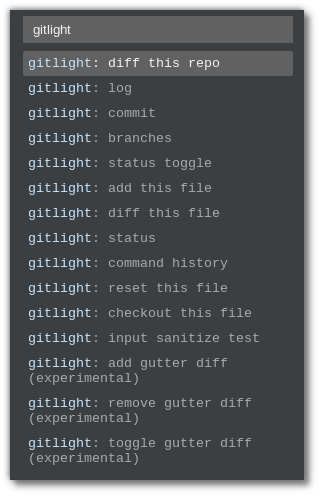 gitlight
gitlight: diff this repo
gitlight: log
gitlight: commit
gitlight: branches
gitlight: status toggle
gitlight: add this file
gitlight: diff this file
gitlight: status
gitlight: command history
gitlight: reset this file
gitlight: checkout this file
gitlight: input sanitize test
gitlight: add gutter diff
(experimental)
gitlight: remove gutter diff
(experimental)
gitlight: toggle gutter diff
(experimental)